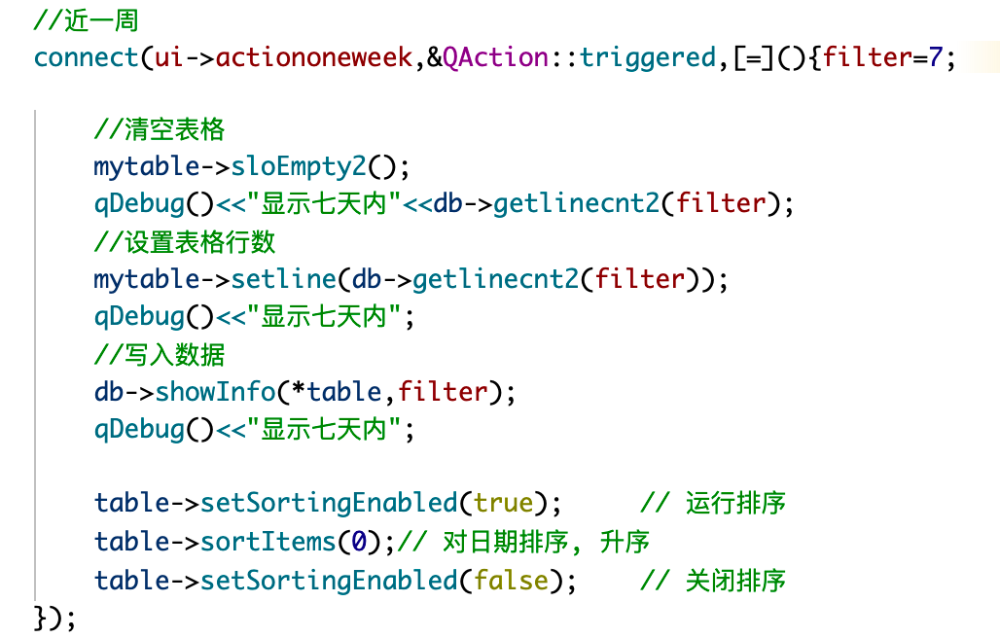 //近一周
connect(ui->actiononeweek,&QAction::triggered,[=](){filter=7;
//清空表格
mytable->sloEmpty2();
qDebug()<<"显示七天内"<<db->getlinecnt2(filter);
//设置表格行数
mytable->setline(db->getlinecnt2(filter));
qDebug()<<"显示七天内";
//写入数据
db->showInfo(*table,filter);
qDebug()<<"显示七天内";
table->setSortingEnabled(true);     // 运行排序
table->sortItems(0);// 对日期排序, 升序
table->setSortingEnabled(false);    // 关闭排序
});